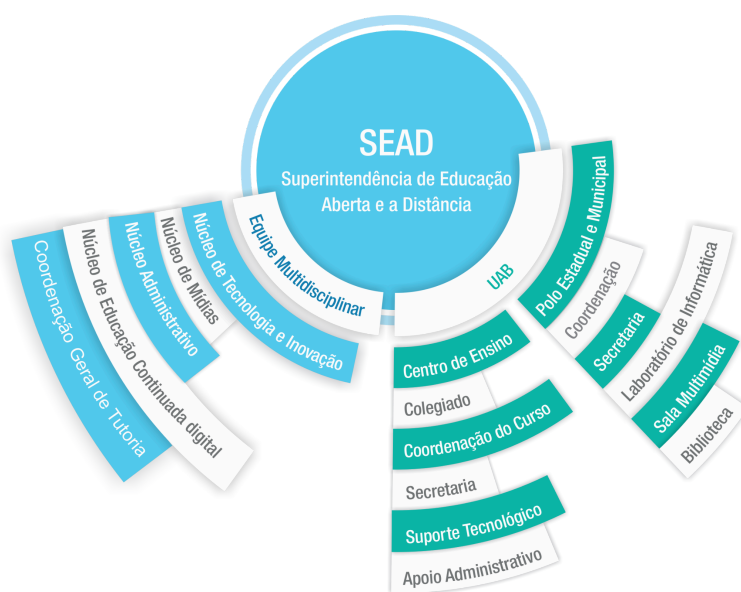 SEAD
Superintendência de Educação
Aberta e a Distância
Equipe Multidisciplinar
Núcleo de Tecnologia e Inovação
Núcleo de Mídias
Núcleo Administrativo
Núcleo de Educação Continuada digital
Coordenação Geral de Tutoria
UAB
Centro de Ensino
Colegiado
Coordenação do Curso
Secretaria
Suporte Tecnológico
Apoio Administrativo
Polo Estadual e Municipal
Coordenação
Secretaria
Laboratório de Informática
Sala Multimídia
Biblioteca